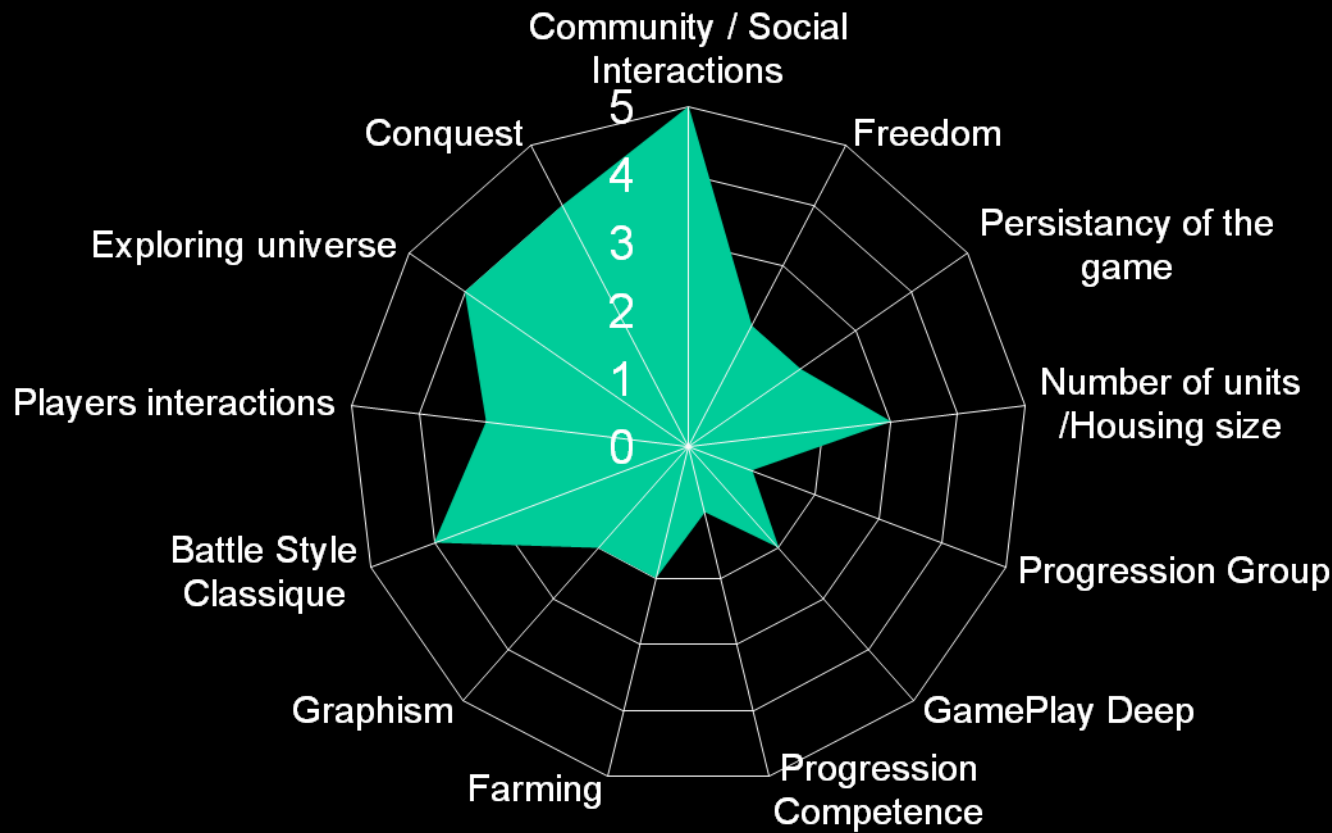 Community / Social
Interactions
Freedom
Persistancy of the
game
Number of units
/Housing size
Progression Group
GamePlay Deep
Progression
Competence
Farming
Graphism
Battle Style
Classique
Players interactions
Exploring universe
Conquest
5
4
3
2
1
0